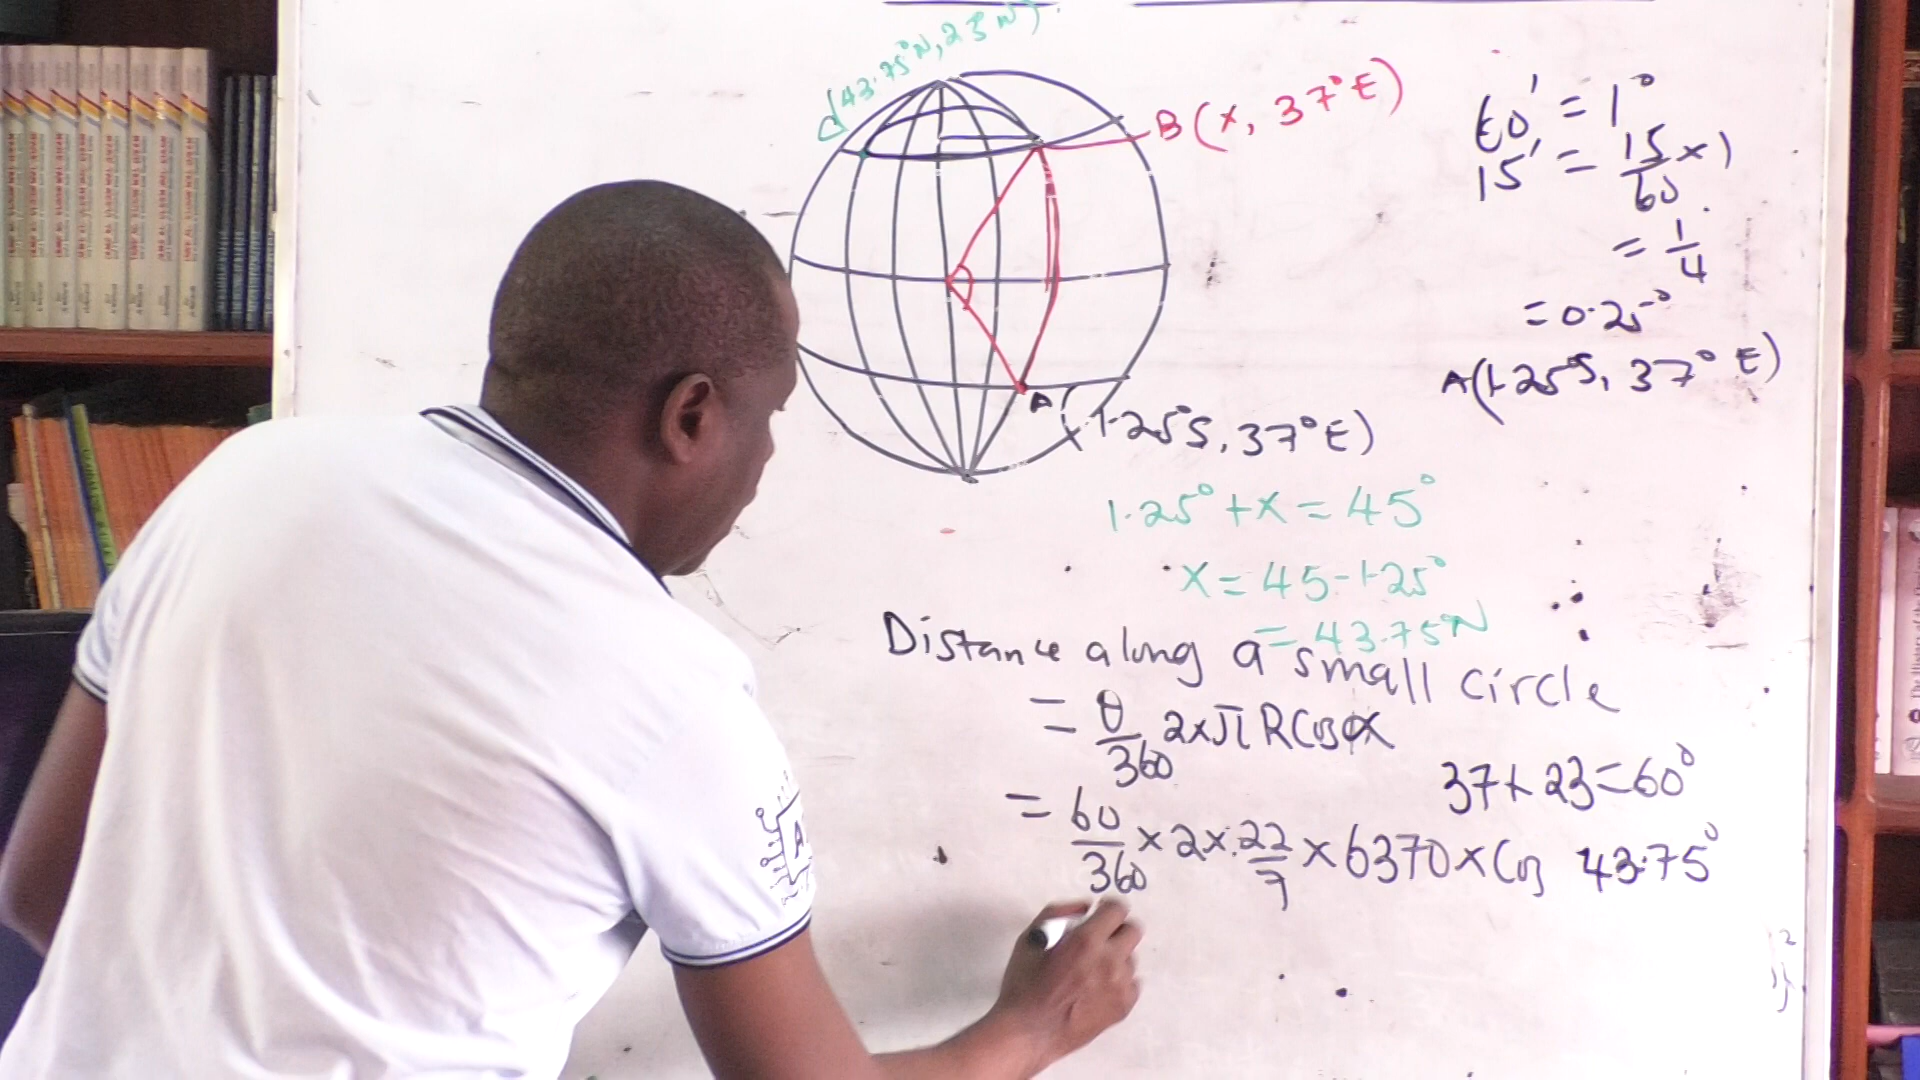 d(43.75°N, 23°W).
B(x, 37°E)
60' = 1°
15' = 15/60 x 1
= 1/4
= 0.25°
A(1.25°S, 37°E)
A (1.25°S, 37°E)
1.25° + x = 45°
x = 45 - 1.25°
= 43.75°N
Distance along a small circle
= θ/360 2 x π R Cos α
37 + 23 = 60°
= 60/360 x 2 x 22/7 x 6370 x Cos 43.75°